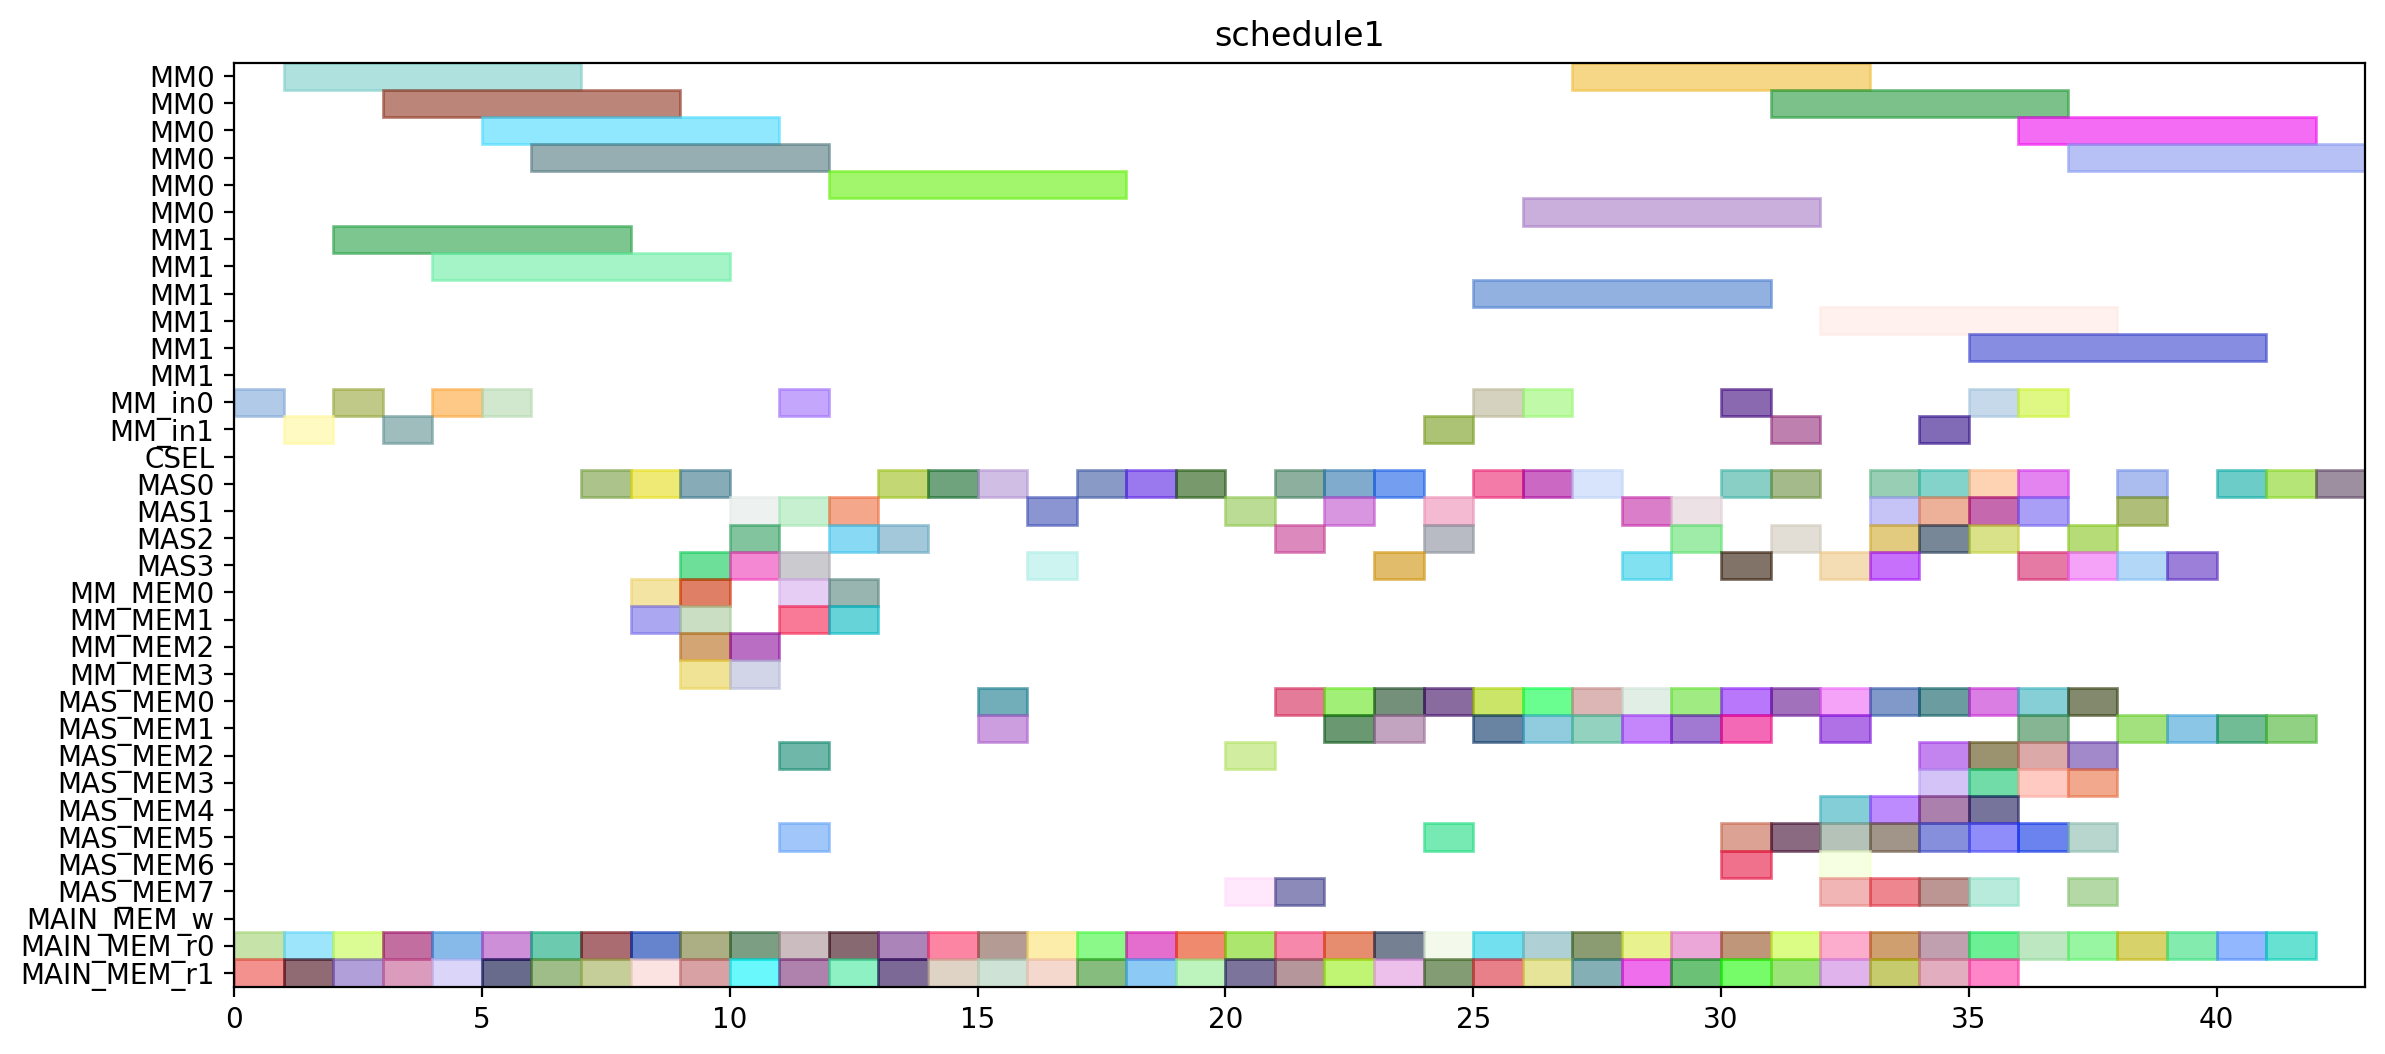 schedule1
MM0
MM0
MM0
MM0
MM0
MM0
MM1
MM1
MM1
MM1
MM1
MM1
MM_in0
MM_in1
CSEL
MAS0
MAS1
MAS2
MAS3
MM_MEM0
MM_MEM1
MM_MEM2
MM_MEM3
MAS_MEM0
MAS_MEM1
MAS_MEM2
MAS_MEM3
MAS_MEM4
MAS_MEM5
MAS_MEM6
MAS_MEM7
MAIN_MEM_w
MAIN_MEM_r0
MAIN_MEM_r1
0 5 10 15 20 25 30 35 40